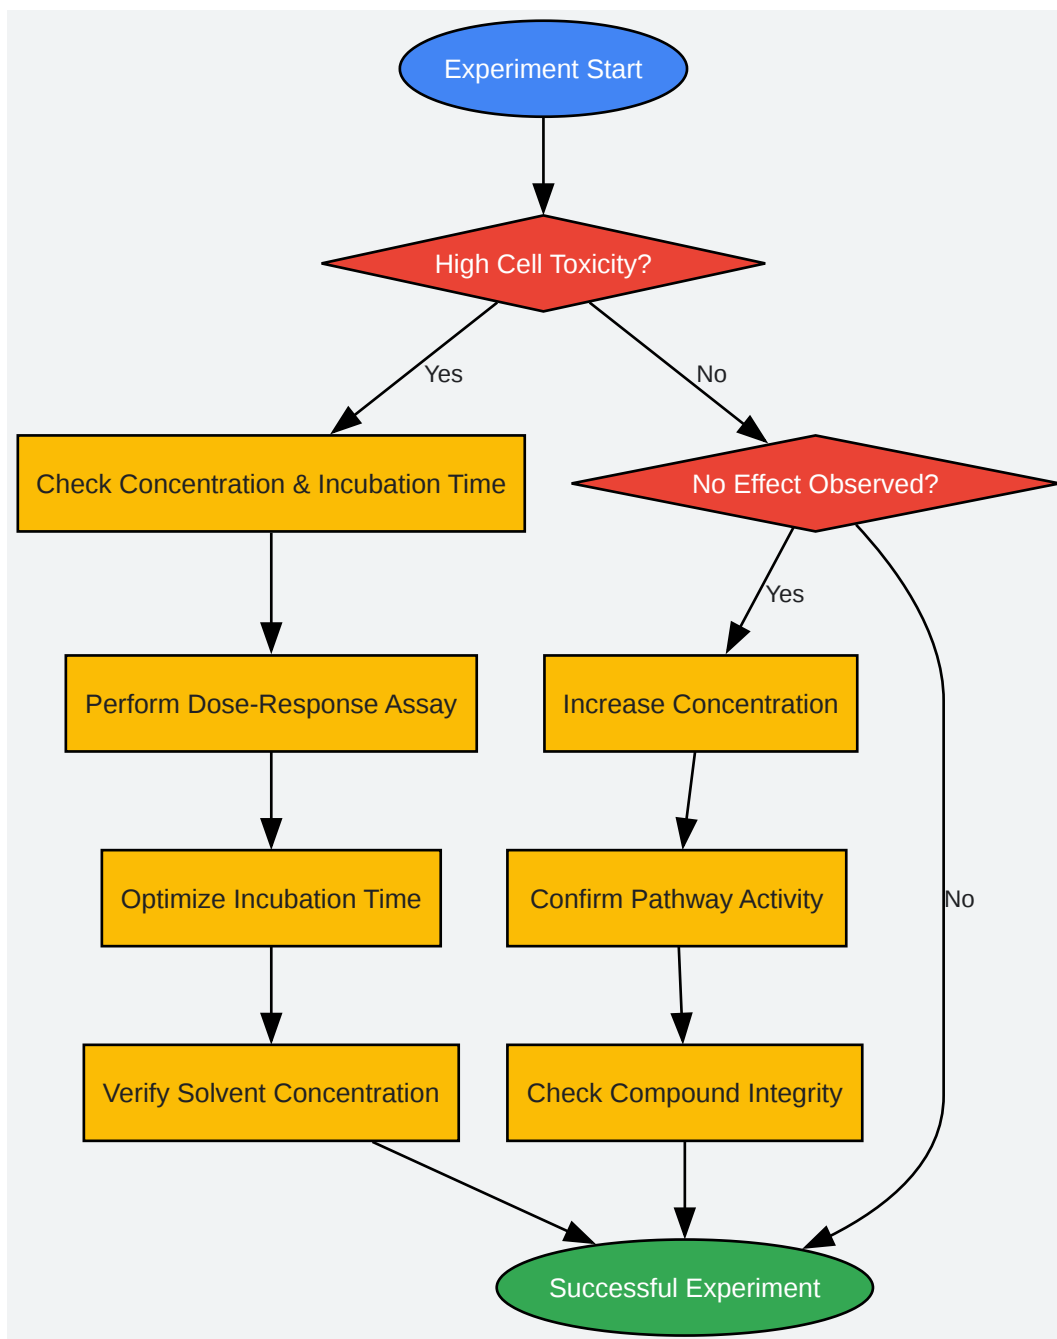 Experiment Start
High Cell Toxicity?
Yes
No
Check Concentration & Incubation Time
No Effect Observed?
Yes
Perform Dose-Response Assay
Increase Concentration
Optimize Incubation Time
Confirm Pathway Activity
No
Verify Solvent Concentration
Check Compound Integrity
Successful Experiment